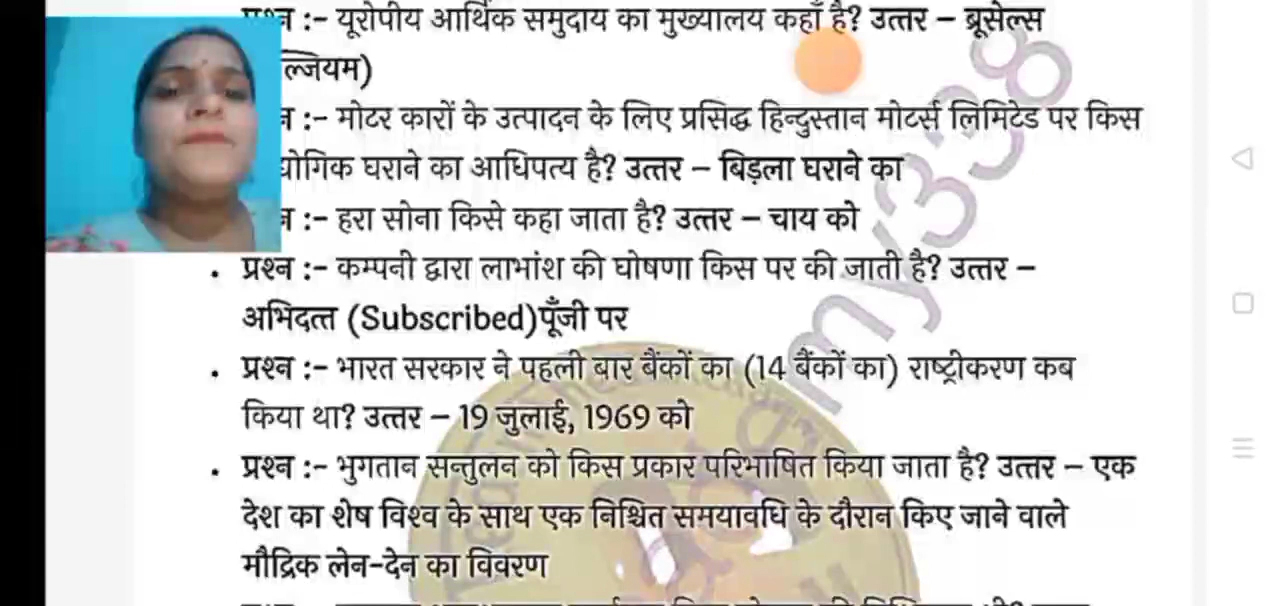 प्रश्न :- यूरोपीय आर्थिक समुदाय का मुख्यालय कहाँ है? उत्तर – ब्रूसेल्स
ल्जियम)
न :- मोटर कारों के उत्पादन के लिए प्रसिद्ध हिन्दुस्तान मोटर्स लिमिटेड पर किस
द्योगिक घराने का आधिपत्य है? उत्तर – बिड़ला घराने का
न :- हरा सोना किसे कहा जाता है? उत्तर – चाय को
• प्रश्न :- कम्पनी द्वारा लाभांश की घोषणा किस पर की जाती है? उत्तर –
अभिदत्त (Subscribed)पूँजी पर
• प्रश्न :- भारत सरकार ने पहली बार बैंकों का (14 बैंकों का) राष्ट्रीकरण कब
किया था? उत्तर – 19 जुलाई, 1969 को
• प्रश्न :- भुगतान सन्तुलन को किस प्रकार परिभाषित किया जाता है? उत्तर – एक
देश का शेष विश्व के साथ एक निश्चित समयावधि के दौरान किए जाने वाले
मौद्रिक लेन-देन का विवरण